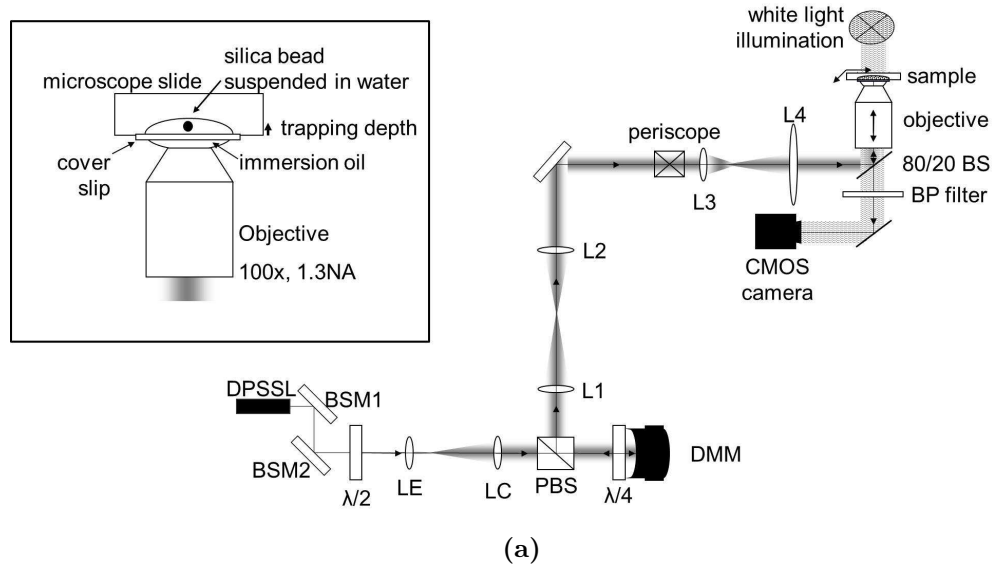 white light
illumination
silica bead
suspended in water
microscope slide
trapping depth
cover
slip
immersion oil
Objective
100x, 1.3NA
sample
objective
80/20 BS
BP filter
L4
periscope
L3
CMOS
camera
L2
L1
DPSSL
BSM1
BSM2
λ/2
LE
LC
PBS
λ/4
DMM
(a)